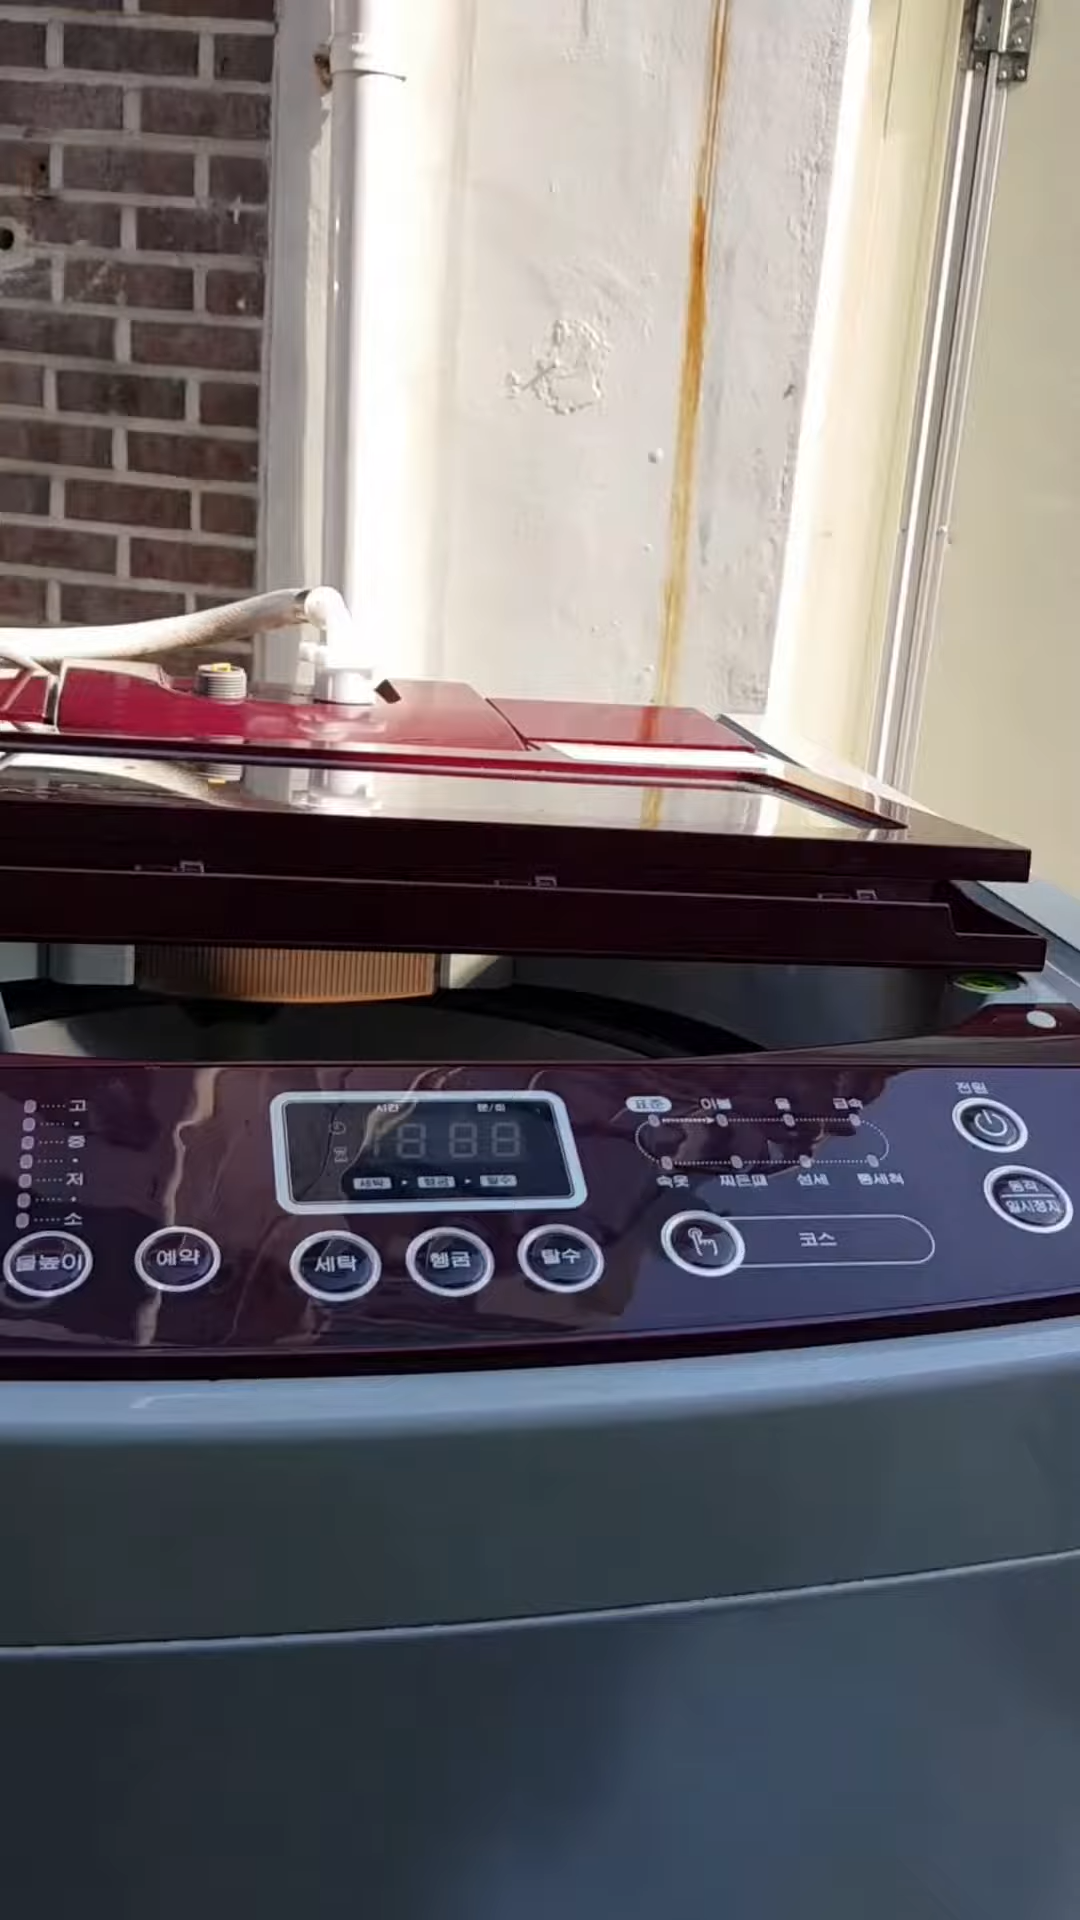 고
중
저
소
물높이
예약
시간
분/회
18:88
세탁 ▸ 헹굼 ▸ 탈수
세탁
헹굼
탈수
표준 이불 울 급속
속옷 찌든때 섬세 통세척
코스
전원
동작
일시정지